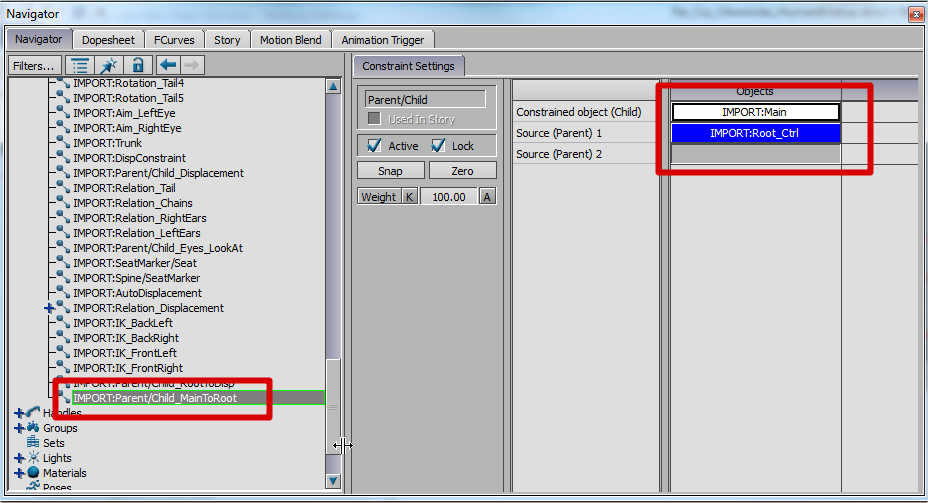 Navigator
Navigator Dopesheet FCurves Story Motion Blend Animation Trigger
Filters...
IMPORT:Rotation_Tail4
IMPORT:Rotation_Tail5
IMPORT:Aim_LeftEye
IMPORT:Aim_RightEye
IMPORT:Trunk
IMPORT:DispConstraint
IMPORT:Parent/Child_Displacement
IMPORT:Relation_Tail
IMPORT:Relation_Chains
IMPORT:Relation_RightEars
IMPORT:Relation_LeftEars
IMPORT:Parent/Child_Eyes_LookAt
IMPORT:SeatMarker/Seat
IMPORT:Spine/SeatMarker
IMPORT:AutoDisplacement
IMPORT:Relation_Displacement
IMPORT:IK_BackLeft
IMPORT:IK_BackRight
IMPORT:IK_FrontLeft
IMPORT:IK_FrontRight
IMPORT:Parent/Child_RootToDisp
IMPORT:Parent/Child_MainToRoot
Handles
Groups
Sets
Lights
Materials
Poses
Constraint Settings
Parent/Child
Used In Story
Active Lock
Snap Zero
Weight K 100.00 A
Objects
Constrained object (Child) IMPORT:Main
Source (Parent) 1 IMPORT:Root_Ctrl
Source (Parent) 2